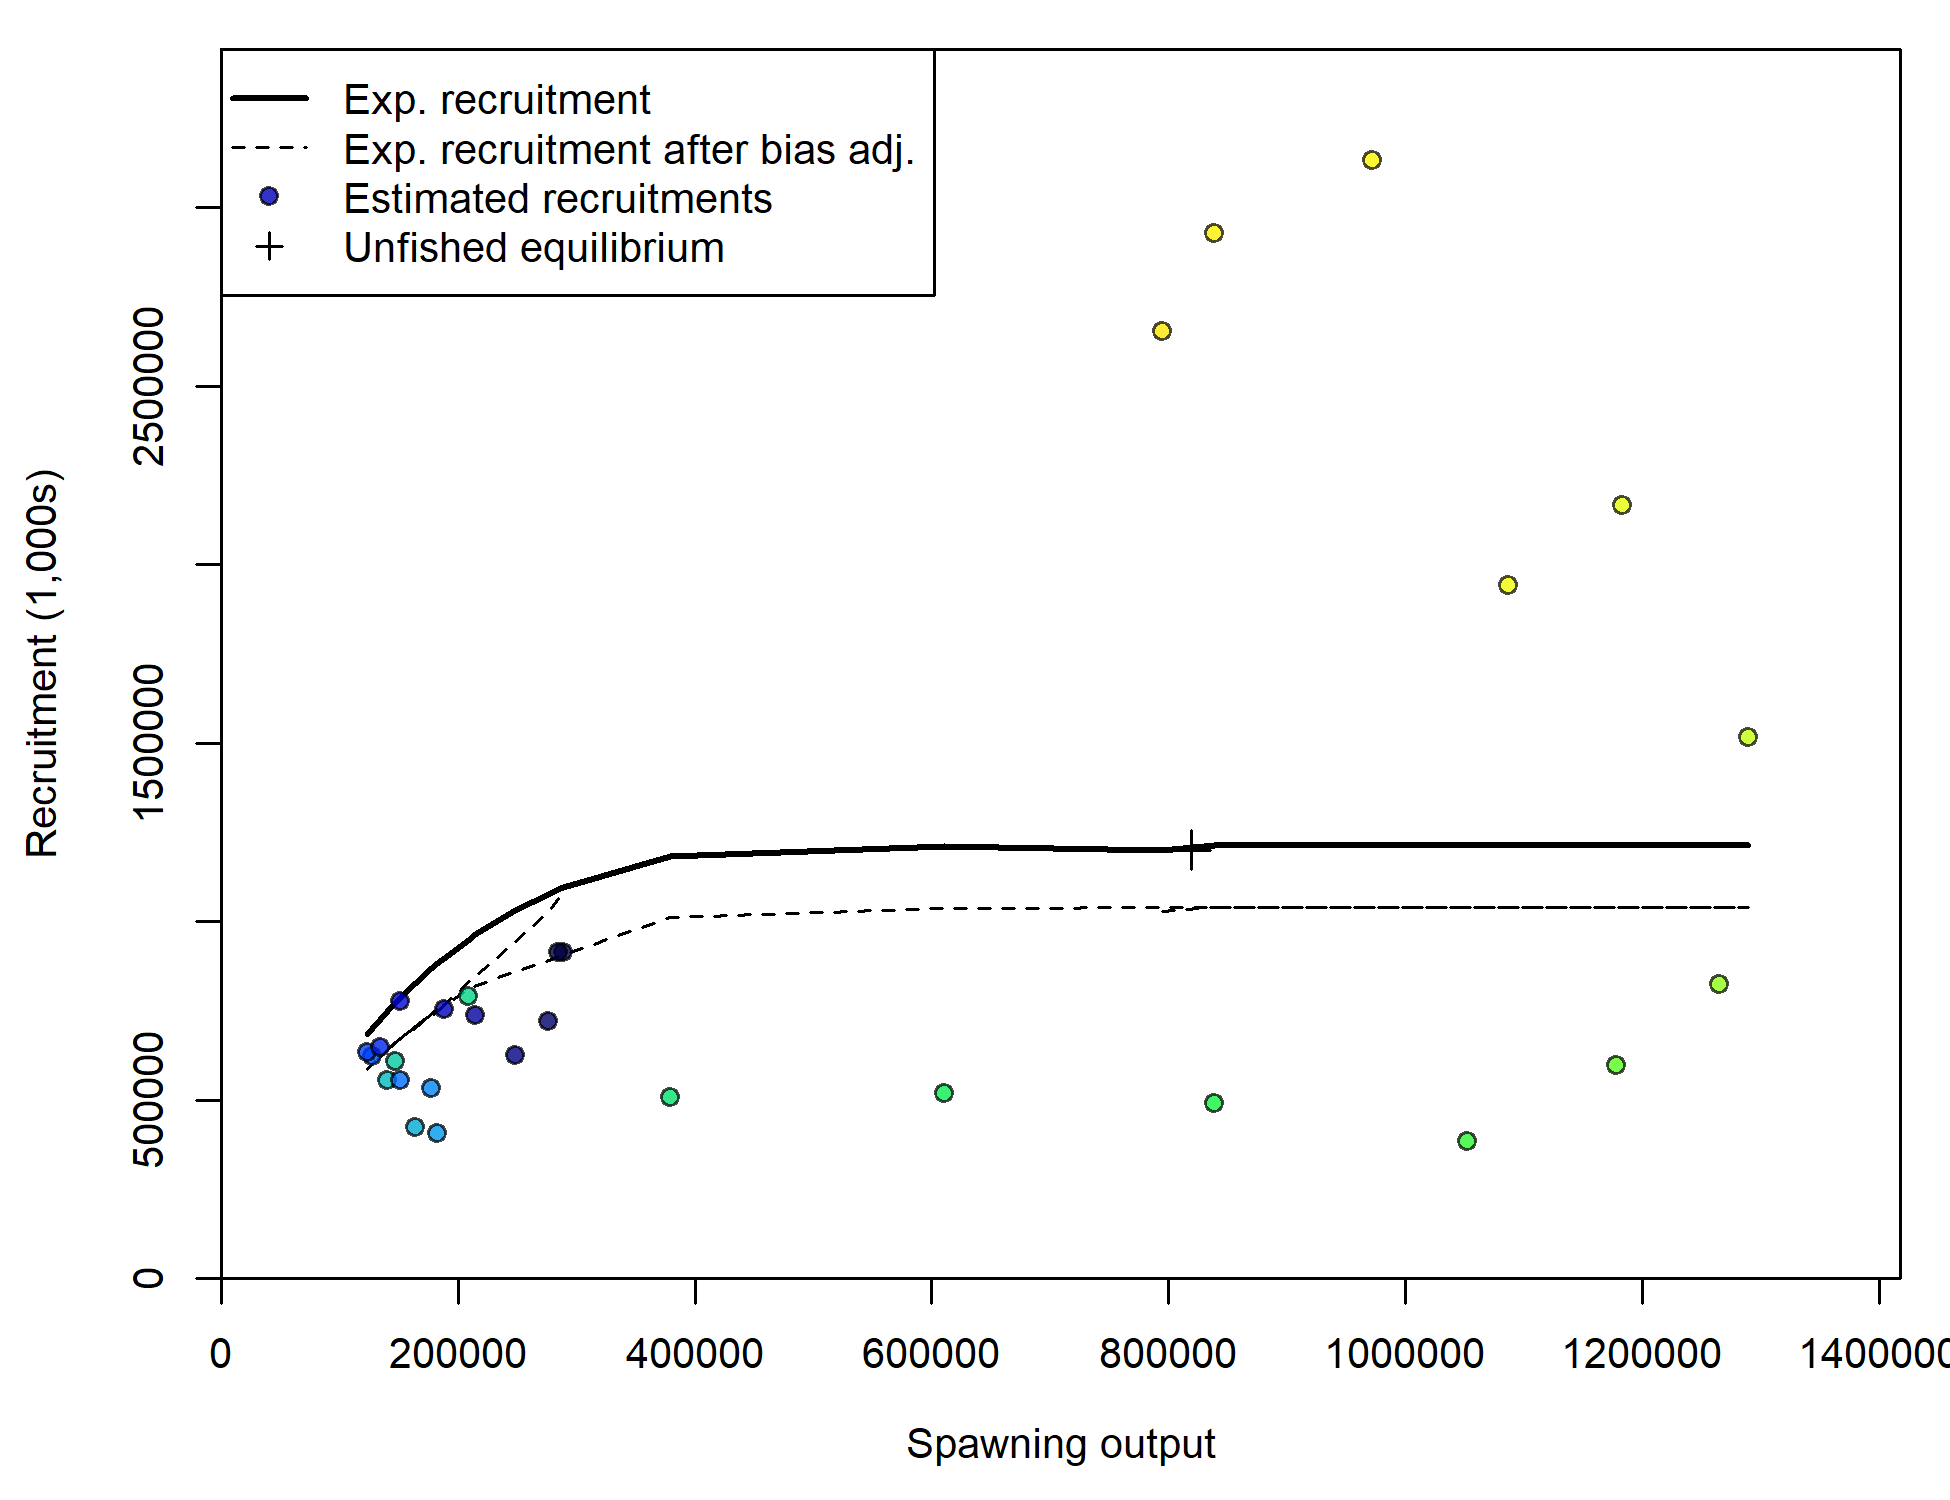 Exp. recruitment
Exp. recruitment after bias adj.
Estimated recruitments
Unfished equilibrium
Recruitment (1,000s)
2500000
1500000
500000
0
0 200000 400000 600000 800000 1000000 1200000 1400000
Spawning output